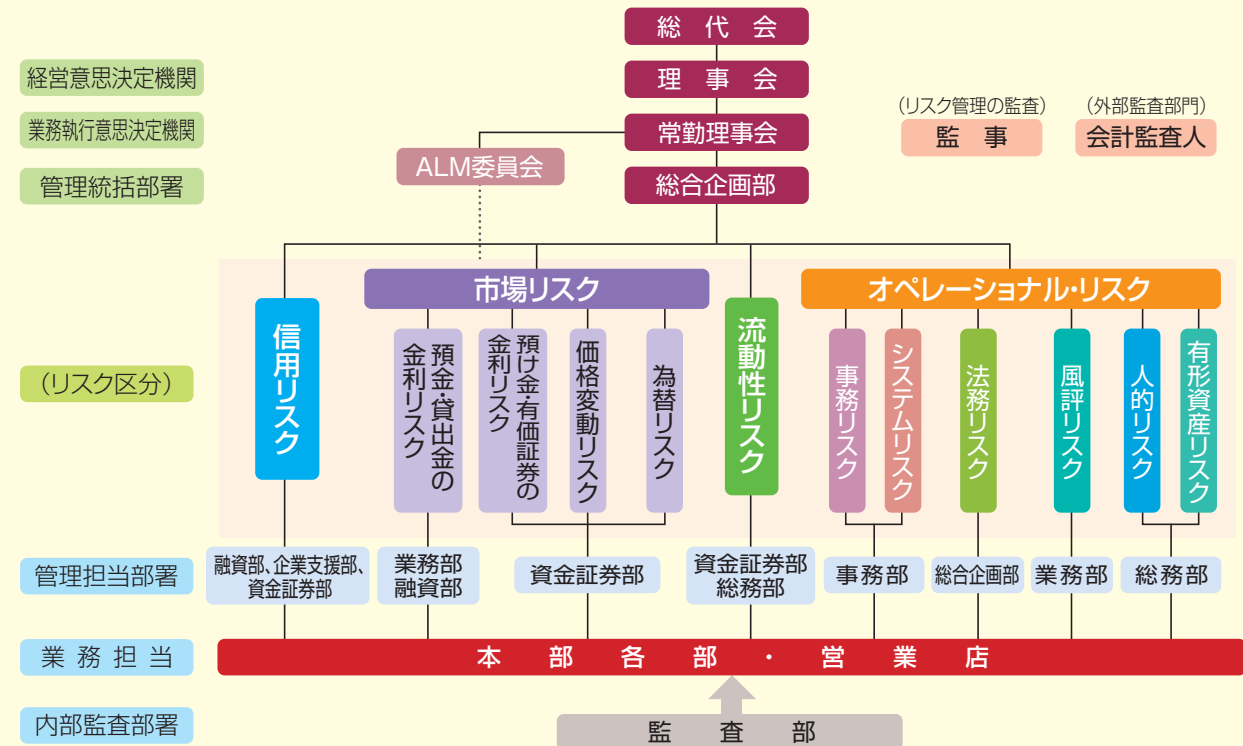 総代会
経営意思決定機関
理事会
(リスク管理の監査)
(外部監査部門)
業務執行意思決定機関
常勤理事会
監事
会計監査人
ALM委員会
管理統括部署
総合企画部
市場リスク
オペレーショナル・リスク
(リスク区分)
信用リスク
預金・貸出金の
金利リスク
預け金・有価証券の
金利リスク
価格変動リスク
為替リスク
流動性リスク
事務リスク
システムリスク
法務リスク
風評リスク
人的リスク
有形資産リスク
管理担当部署
融資部、企業支援部、
資金証券部
業務部
融資部
資金証券部
資金証券部
総務部
事務部
総合企画部
業務部
総務部
業務担当
本部各部・営業店
内部監査部署
監査部